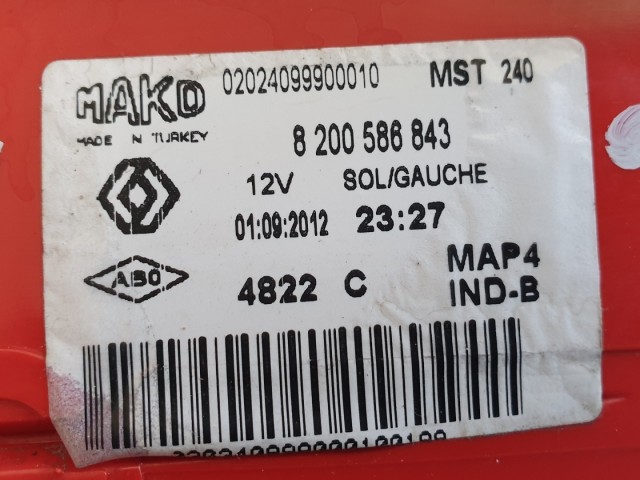 MAKO 02024099900010 MST 240
MADE IN TURKEY 8 200 586 843
12V SOL/GAUCHE
01:09:2012 23:27
ABO 4822 C MAP4
IND-B